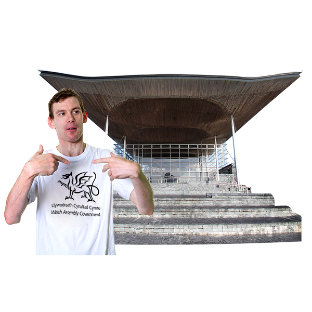 Llywodraeth Cynulliad Cymru
Welsh Assembly Government